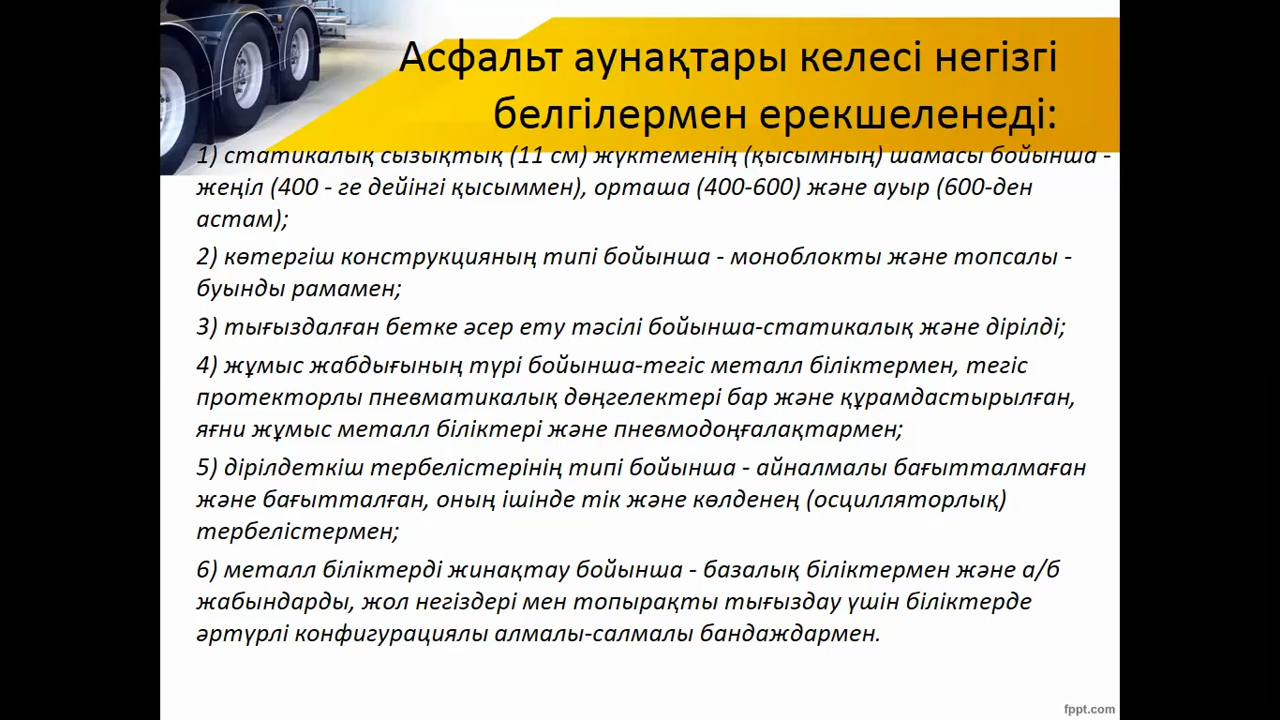 Асфальт аунақтары келесі негізгі
белгілермен ерекшеленеді:
1) статикалық сызықтық (11 см) жүктеменің (қысымның) шамасы бойынша -
жеңіл (400 - ге дейінгі қысыммен), орташа (400-600) және ауыр (600-ден
астам);
2) көтергіш конструкцияның типі бойынша - моноблокты және топсалы -
буынды рамамен;
3) тығыздалған бетке әсер ету тәсілі бойынша-статикалық және дірілді;
4) жұмыс жабдығының түрі бойынша-тегіс металл біліктермен, тегіс
протекторлы пневматикалық дөңгелектері бар және құрамдастырылған,
яғни жұмыс металл біліктері және пневмодоңғалақтармен;
5) дірілдеткіш тербелістерінің типі бойынша - айналмалы бағытталмаған
және бағытталған, оның ішінде тік және көлденең (осцилляторлық)
тербелістермен;
6) металл біліктерді жинақтау бойынша - базалық біліктермен және а/б
жабындарды, жол негіздері мен топырақты тығыздау үшін біліктерде
әртүрлі конфигурациялы алмалы-салмалы бандаждармен.
fppt.com